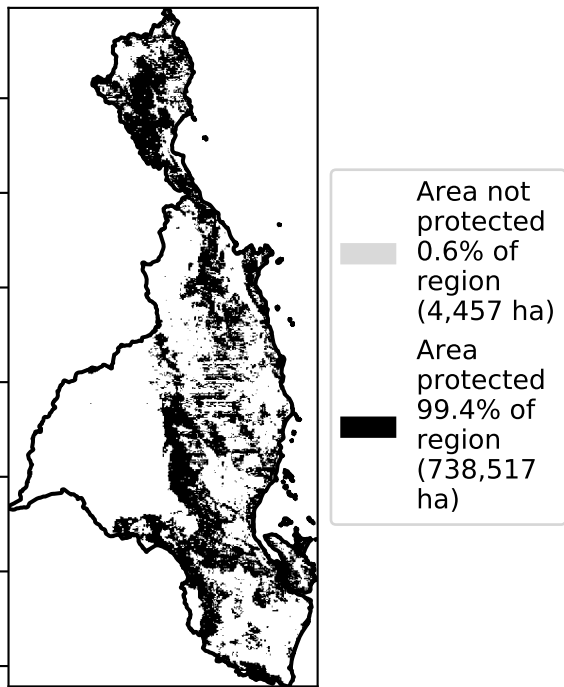 Area not
protected
0.6% of
region
(4,457 ha)
Area
protected
99.4% of
region
(738,517
ha)